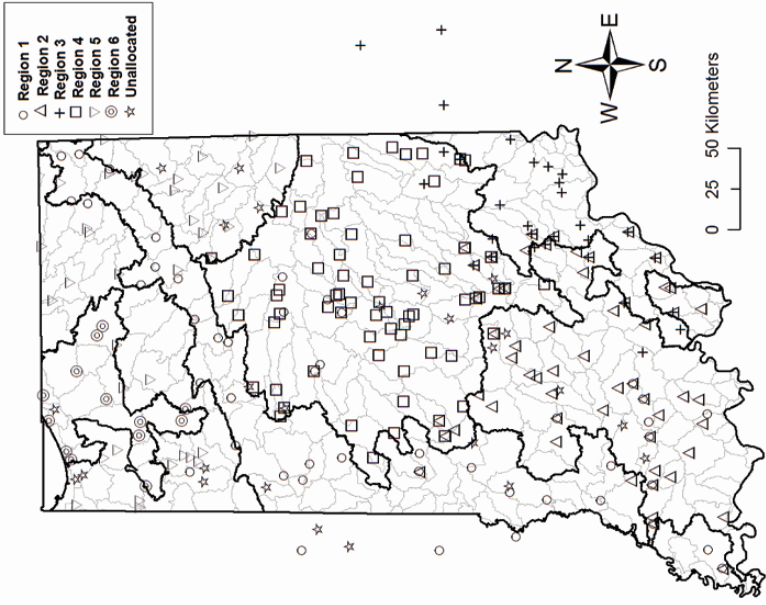 Region 1
Region 2
Region 3
Region 4
Region 5
Region 6
Unallocated
N
E
W
S
0 25 50 Kilometers